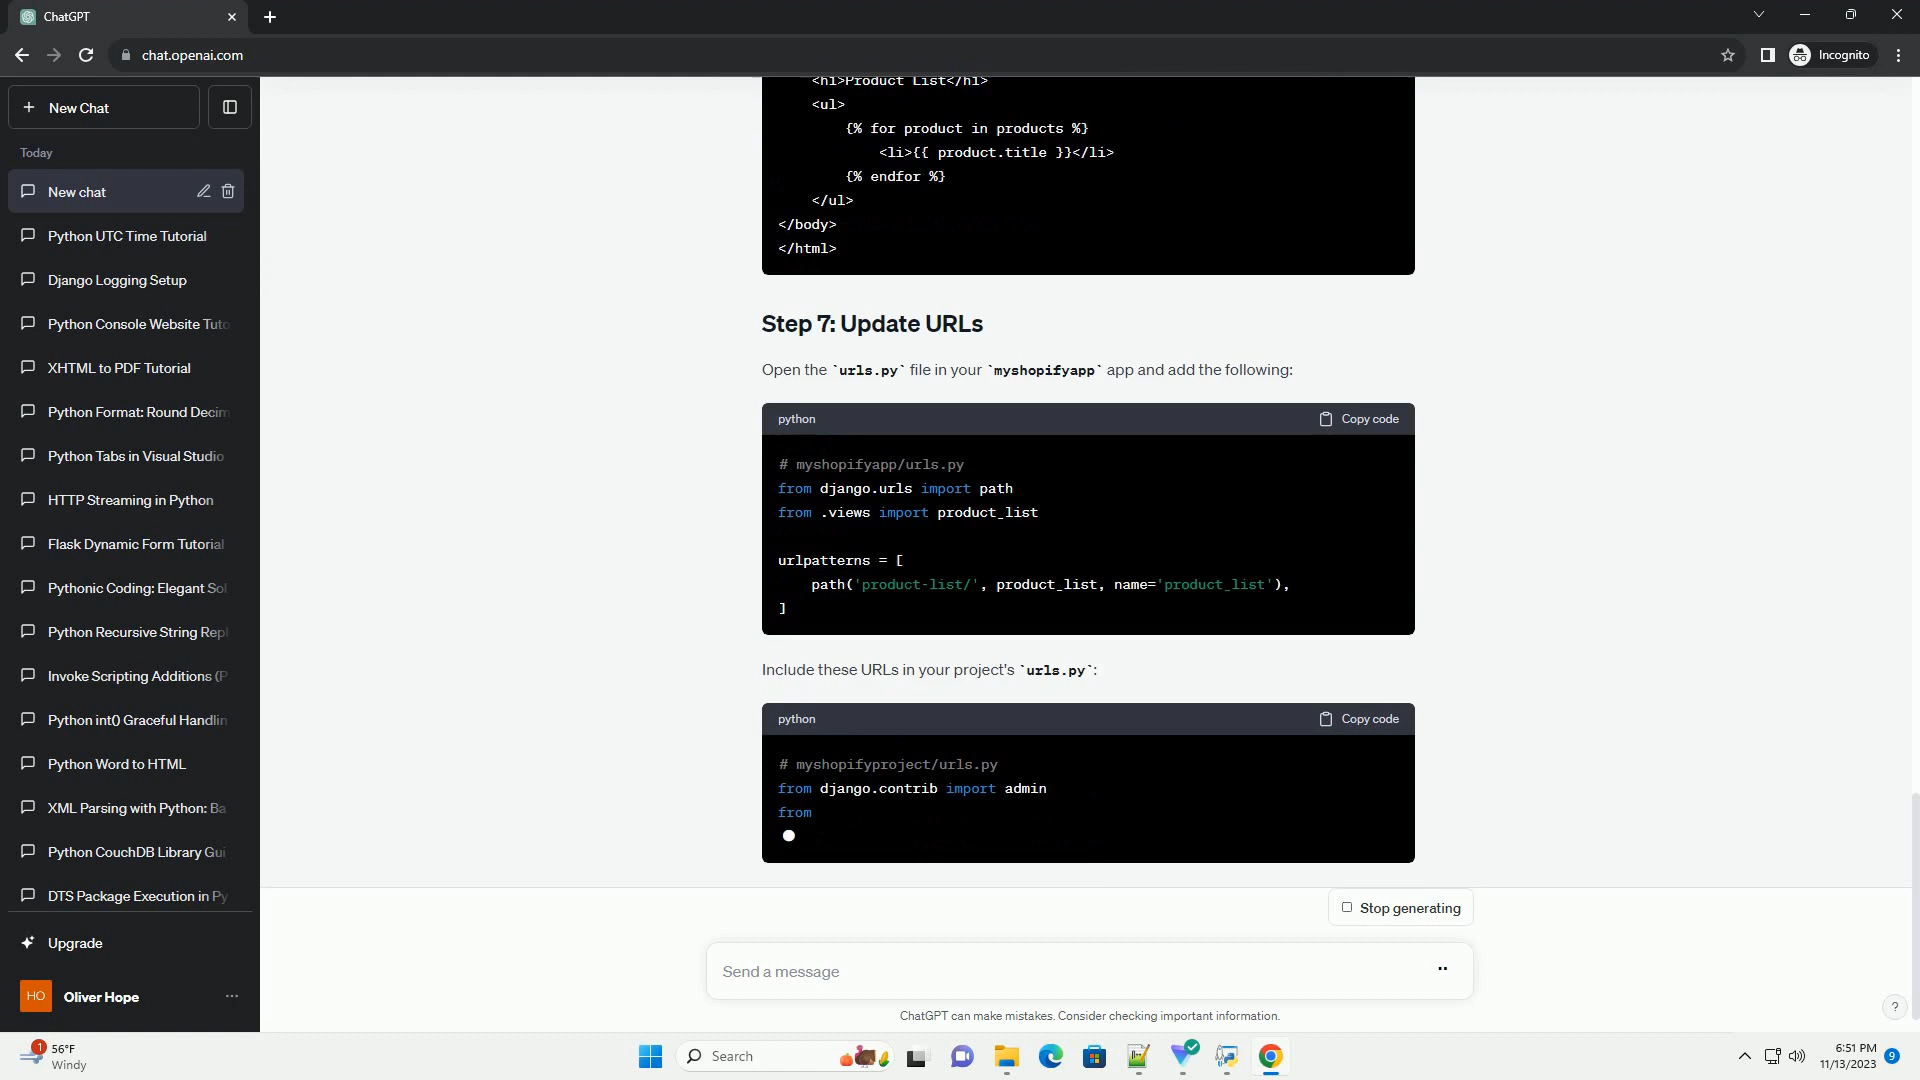 ChatGPT
chat.openai.com
Incognito
New Chat
Today
New chat
Python UTC Time Tutorial
Django Logging Setup
Python Console Website Tuto
XHTML to PDF Tutorial
Python Format: Round Decim
Python Tabs in Visual Studio
HTTP Streaming in Python
Flask Dynamic Form Tutorial
Pythonic Coding: Elegant Sol
Python Recursive String Repl
Invoke Scripting Additions (P
Python int() Graceful Handlin
Python Word to HTML
XML Parsing with Python: Ba
Python CouchDB Library Gui
DTS Package Execution in Py
Upgrade
HO Oliver Hope
<h1>Product List</h1>
<ul>
{% for product in products %}
<li>{{ product.title }}</li>
{% endfor %}
</ul>
</body>
</html>
Step 7: Update URLs
Open the `urls.py` file in your `myshopifyapp` app and add the following:
python Copy code
# myshopifyapp/urls.py
from django.urls import path
from .views import product_list
urlpatterns = [
path('product-list/', product_list, name='product_list'),
]
Include these URLs in your project's `urls.py`:
python Copy code
# myshopifyproject/urls.py
from django.contrib import admin
from
Stop generating
Send a message
ChatGPT can make mistakes. Consider checking important information.
?
1 56°F
Windy
Search
6:51 PM
11/13/2023
9